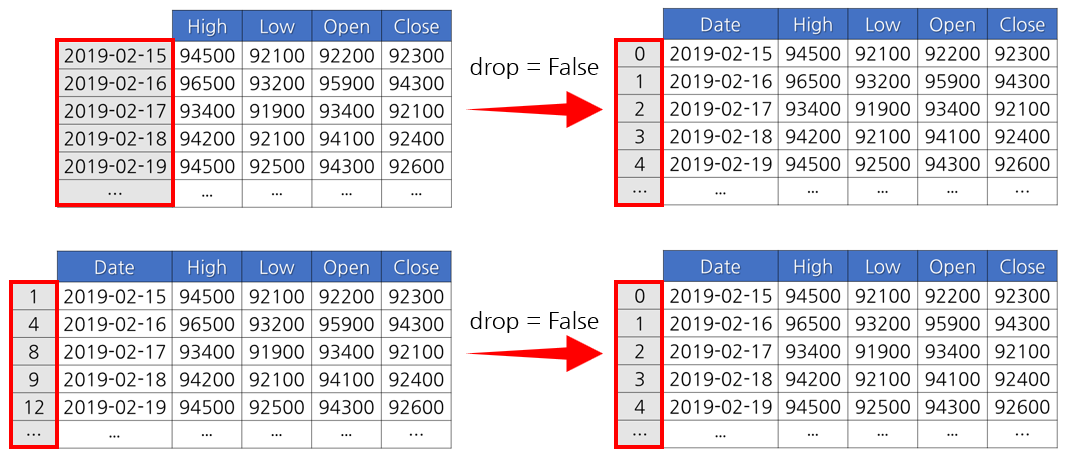 High Low Open Close
2019-02-15 94500 92100 92200 92300
2019-02-16 96500 93200 95900 94300
2019-02-17 93400 91900 93400 92100
2019-02-18 94200 92100 94100 92400
2019-02-19 94500 92500 94300 92600
... ... ... ... ...
drop = False
Date High Low Open Close
0 2019-02-15 94500 92100 92200 92300
1 2019-02-16 96500 93200 95900 94300
2 2019-02-17 93400 91900 93400 92100
3 2019-02-18 94200 92100 94100 92400
4 2019-02-19 94500 92500 94300 92600
... ... ... ... ... ...
Date High Low Open Close
1 2019-02-15 94500 92100 92200 92300
4 2019-02-16 96500 93200 95900 94300
8 2019-02-17 93400 91900 93400 92100
9 2019-02-18 94200 92100 94100 92400
12 2019-02-19 94500 92500 94300 92600
... ... ... ... ... ...
drop = False
Date High Low Open Close
0 2019-02-15 94500 92100 92200 92300
1 2019-02-16 96500 93200 95900 94300
2 2019-02-17 93400 91900 93400 92100
3 2019-02-18 94200 92100 94100 92400
4 2019-02-19 94500 92500 94300 92600
... ... ... ... ... ...